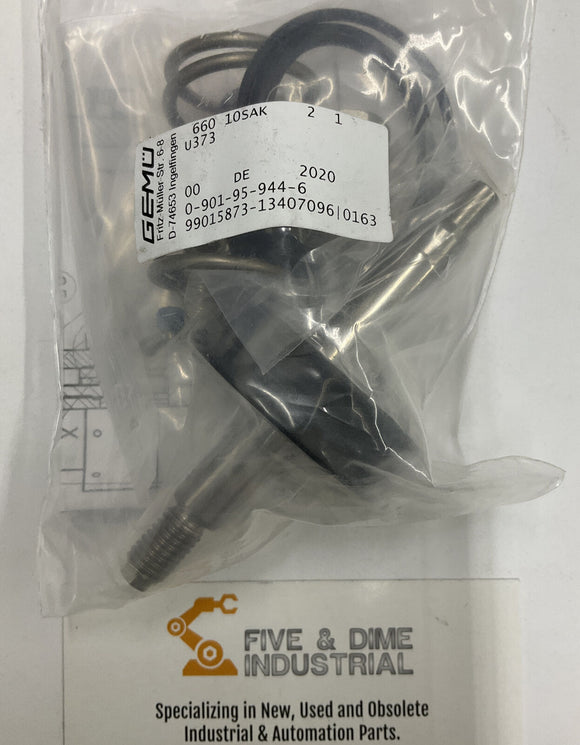 GEMÜ
Fritz-Müller-Str. 6-8
D-74653 Ingelfingen
660 10SAK 2 1
U373
00 DE 2020
0-901-95-944-6
99015873-13407096|0163
X
FIVE & DIME
INDUSTRIAL
Specializing in New, Used and Obsolete
Industrial & Automation Parts.